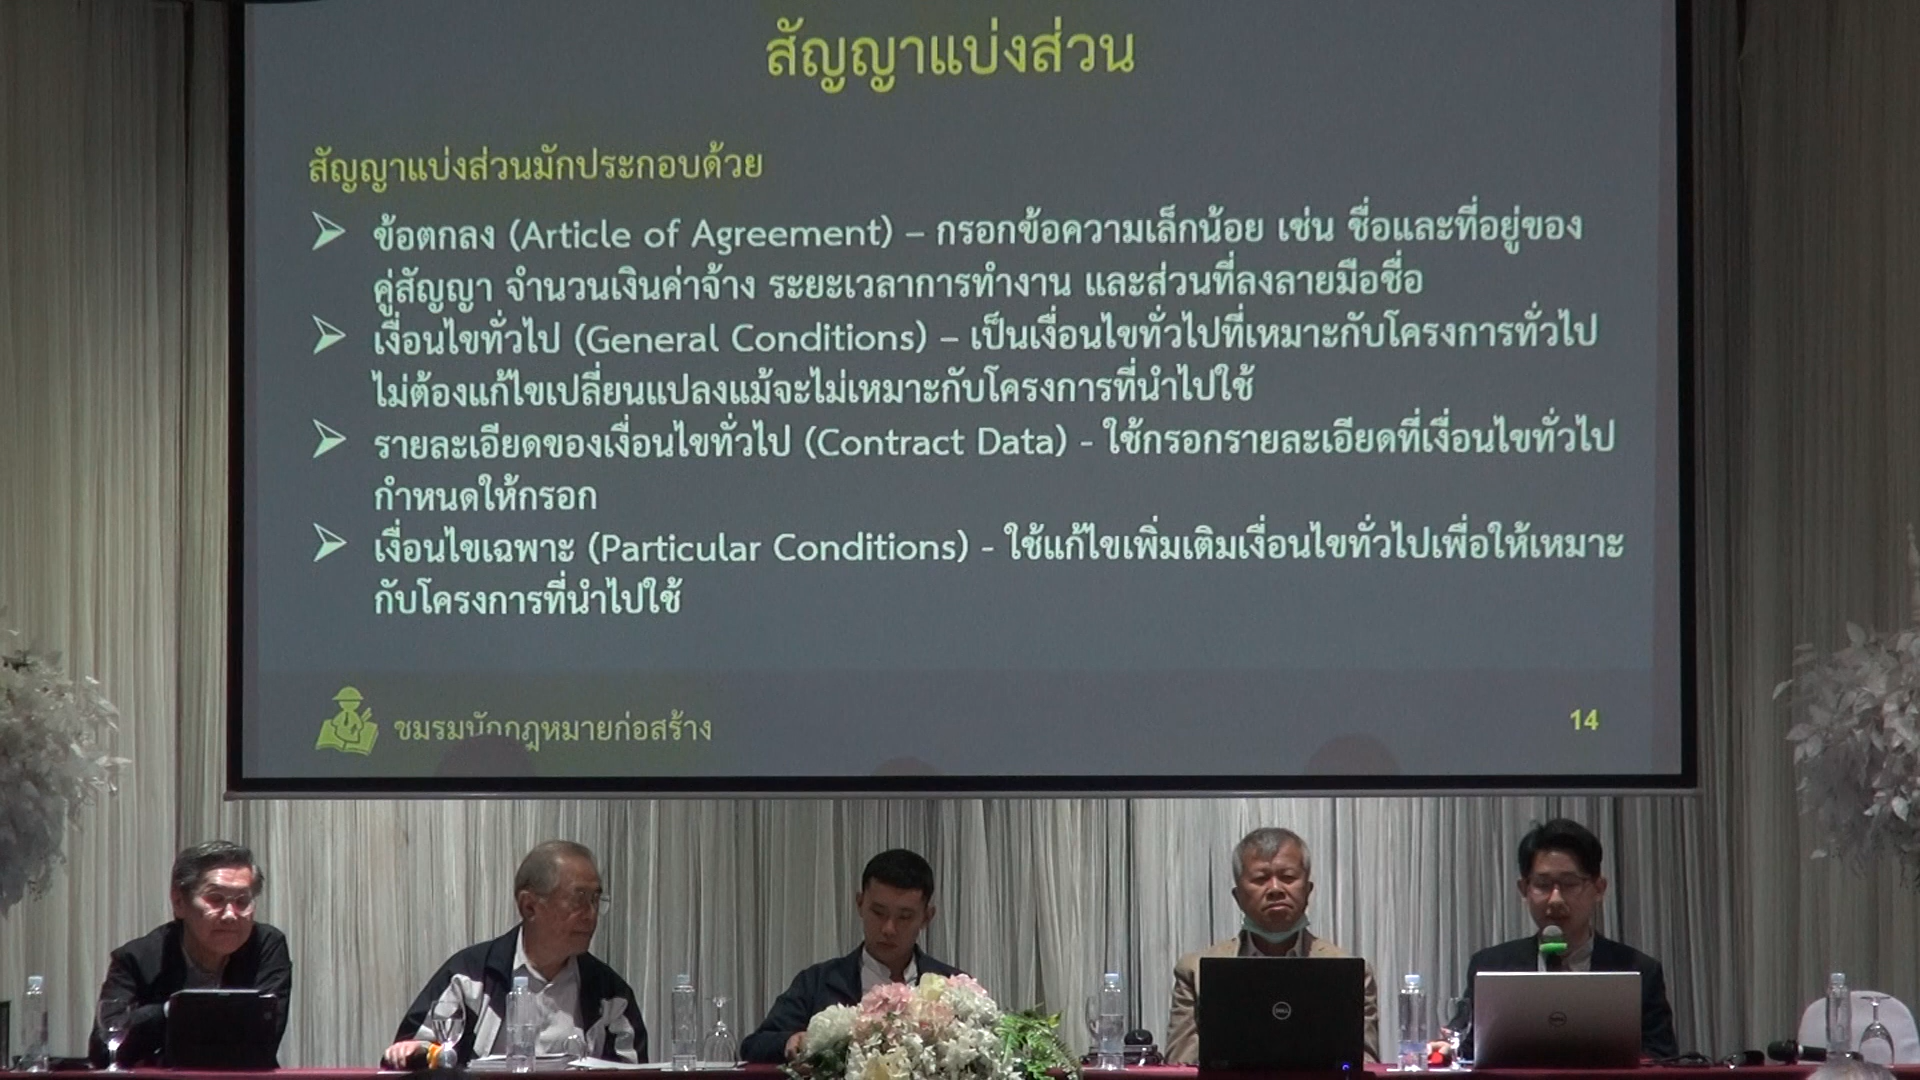 สัญญาแบ่งส่วน
สัญญาแบ่งส่วนมักประกอบด้วย
ข้อตกลง (Article of Agreement) – กรอกข้อความเล็กน้อย เช่น ชื่อและที่อยู่ของ
คู่สัญญา จำนวนเงินค่าจ้าง ระยะเวลาการทำงาน และส่วนที่ลงลายมือชื่อ
เงื่อนไขทั่วไป (General Conditions) – เป็นเงื่อนไขทั่วไปที่เหมาะกับโครงการทั่วไป
ไม่ต้องแก้ไขเปลี่ยนแปลงแม้จะไม่เหมาะกับโครงการที่นำไปใช้
รายละเอียดของเงื่อนไขทั่วไป (Contract Data) - ใช้กรอกรายละเอียดที่เงื่อนไขทั่วไป
กำหนดให้กรอก
เงื่อนไขเฉพาะ (Particular Conditions) - ใช้แก้ไขเพิ่มเติมเงื่อนไขทั่วไปเพื่อให้เหมาะ
กับโครงการที่นำไปใช้
ชมรมนักกฎหมายก่อสร้าง
14
DELL